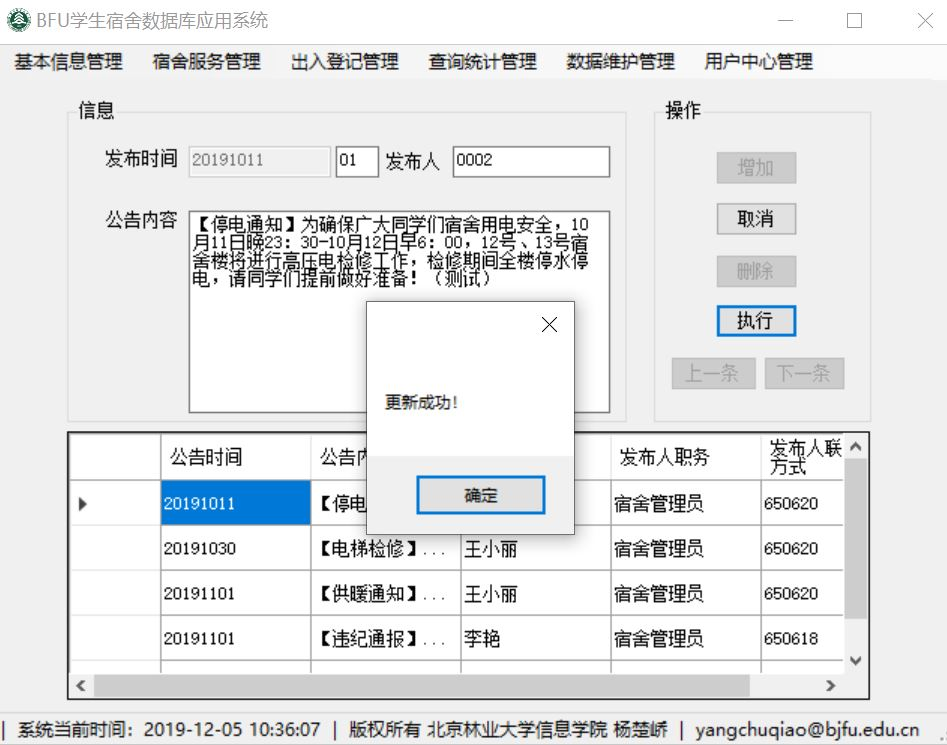 BFU学生宿舍数据库应用系统
基本信息管理 宿舍服务管理 出入登记管理 查询统计管理 数据维护管理 用户中心管理
信息
发布时间 20191011 01 发布人 0002
公告内容
【停电通知】为确保广大同学们宿舍用电安全，10
月11日晚23：30-10月12日早6：00，12号、13号宿
舍楼将进行高压电检修工作，检修期间全楼停水停
电，请同学们提前做好准备！（测试）
操作
增加
取消
删除
执行
上一条 下一条
更新成功！
确定
公告时间 公告内 发布人职务 发布人联
方式
20191011 【停电 宿舍管理员 650620
20191030 【电梯检修】... 王小丽 宿舍管理员 650620
20191101 【供暖通知】... 王小丽 宿舍管理员 650620
20191101 【违纪通报】... 李艳 宿舍管理员 650618
| 系统当前时间：2019-12-05 10:36:07 | 版权所有 北京林业大学信息学院 杨楚峤 | yangchuqiao@bjfu.edu.cn